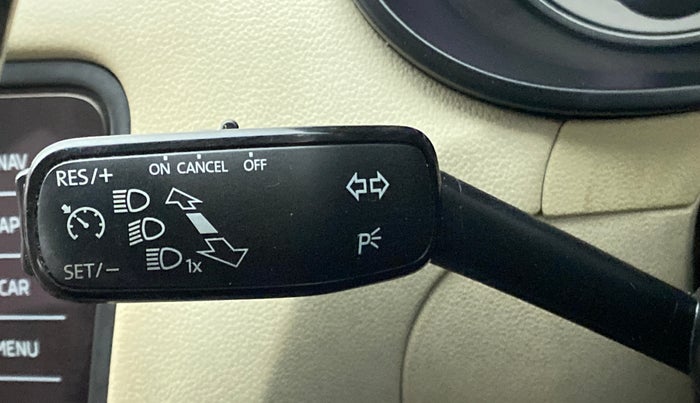 NAV
AP
CAR
MENU
RES/+
ON CANCEL OFF
SET/-
1x
P